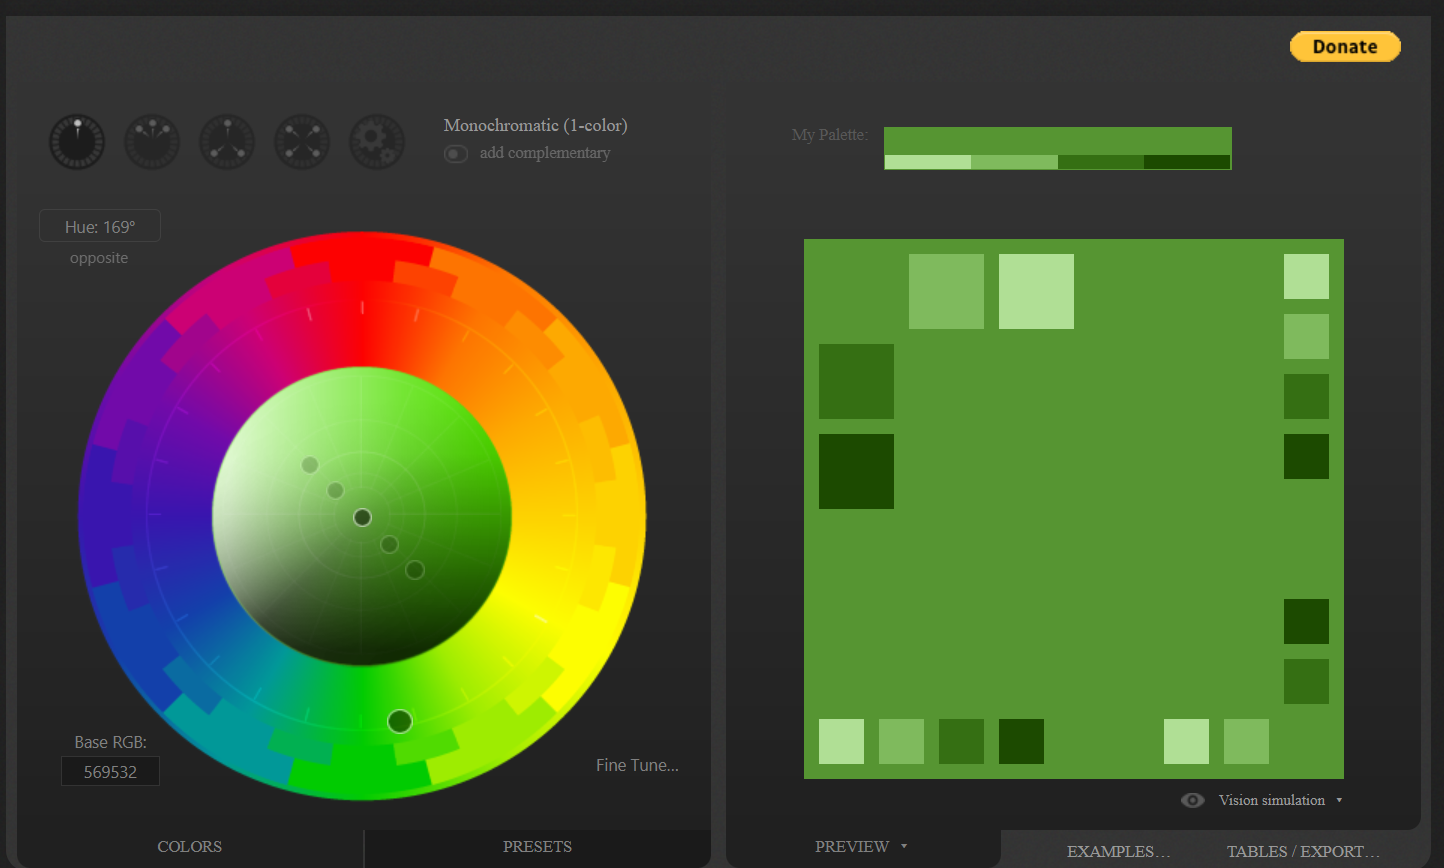 Donate
Monochromatic (1-color)
add complementary
My Palette:
Hue: 169°
opposite
Base RGB:
569532
Fine Tune...
Vision simulation
COLORS
PRESETS
PREVIEW
EXAMPLES...
TABLES / EXPORT...